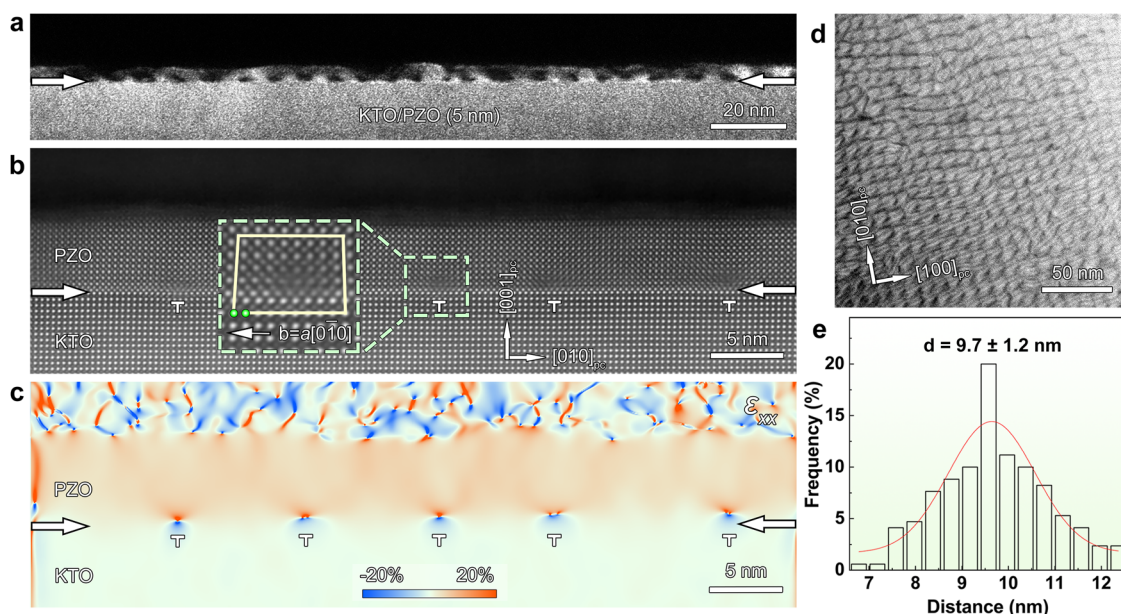 a
KTO/PZO (5 nm)
20 nm
b
PZO
KTO
b=a[01̄0]
[001]pc
[010]pc
5 nm
c
εxx
PZO
KTO
-20%
20%
5 nm
d
[010]pc
[100]pc
50 nm
e
d = 9.7 ± 1.2 nm
Frequency (%)
20
15
10
5
0
7
8
9
10
11
12
Distance (nm)